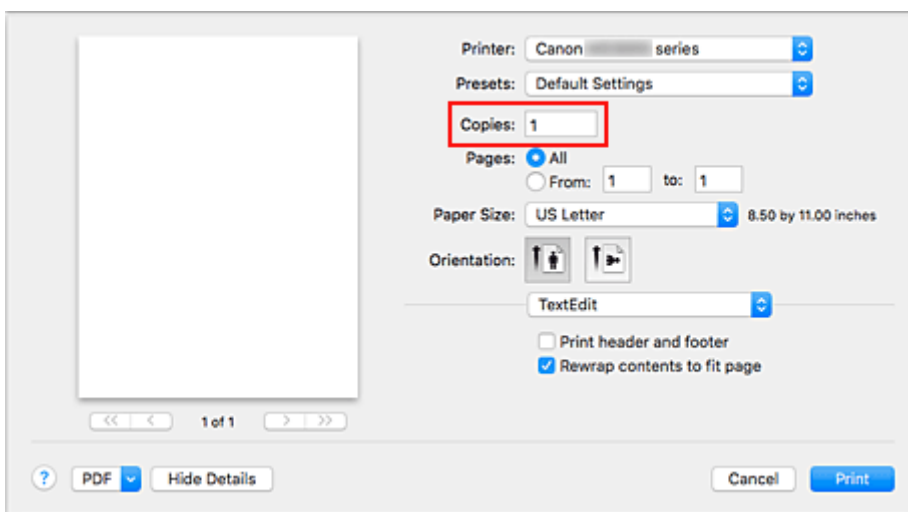 Printer: Canon series
Presets: Default Settings
Copies: 1
Pages: All
From: 1 to: 1
Paper Size: US Letter 8.50 by 11.00 inches
Orientation:
TextEdit
Print header and footer
Rewrap contents to fit page
<< < 1 of 1 > >>
? PDF Hide Details Cancel Print